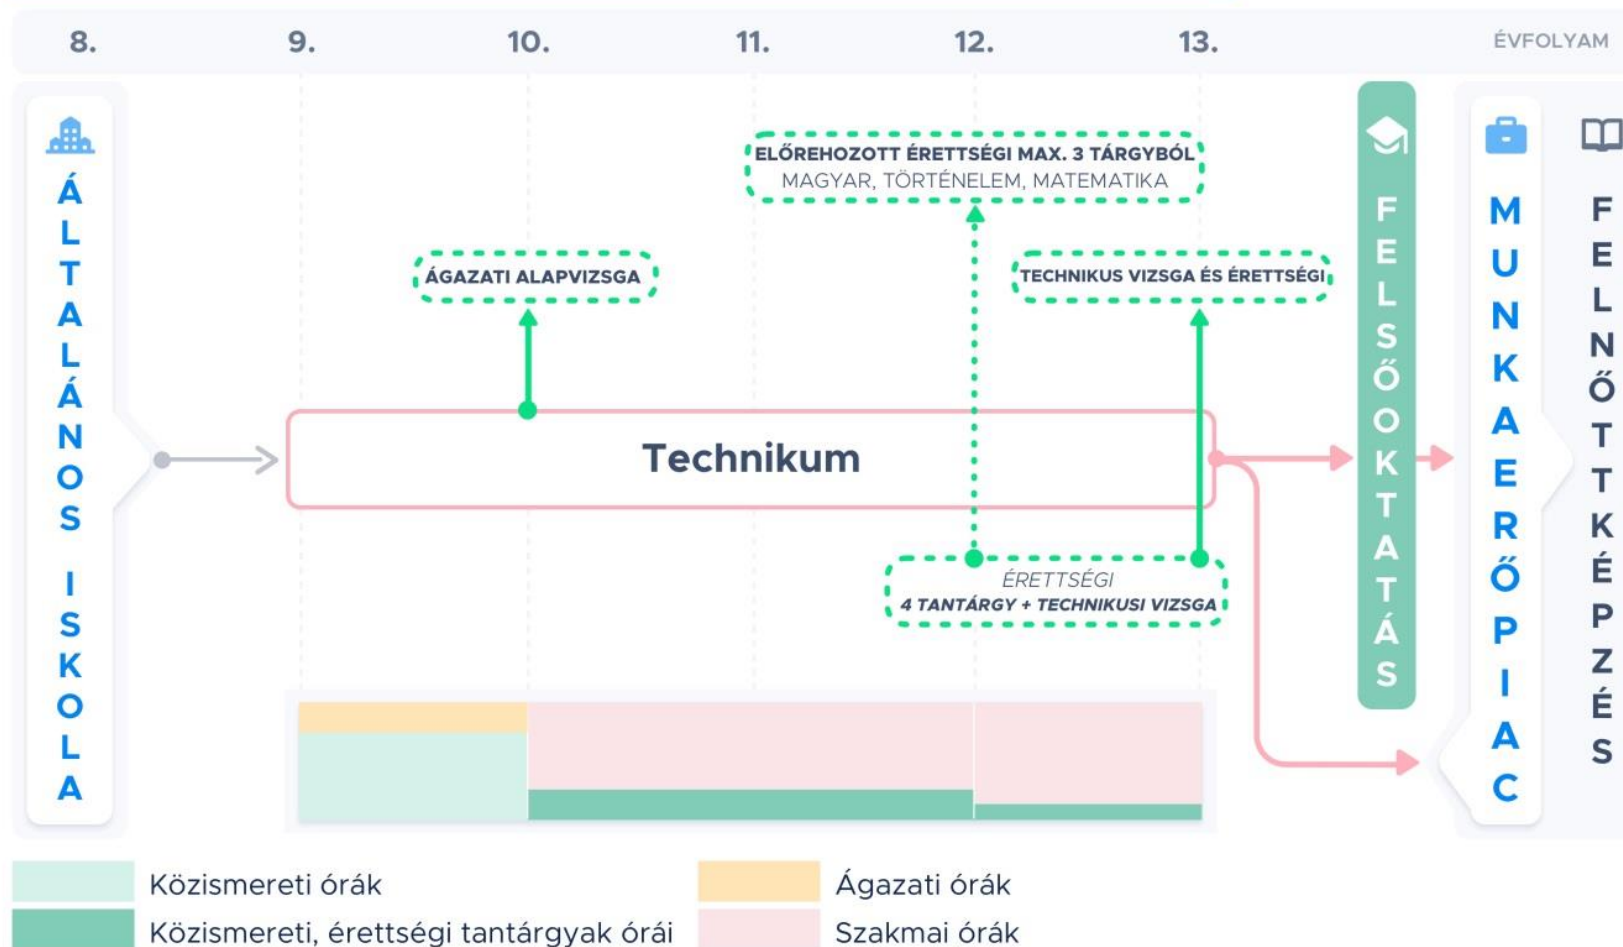 8. 9. 10. 11. 12. 13. ÉVFOLYAM
ÁLTALÁNOS ISKOLA
ELŐREHOZOTT ÉRETTSÉGI MAX. 3 TÁRGYBÓL
MAGYAR, TÖRTÉNELEM, MATEMATIKA
ÁGAZATI ALAPVIZSGA
TECHNIKUS VIZSGA ÉS ÉRETTSÉGI
Technikum
ÉRETTSÉGI
4 TANTÁRGY + TECHNIKUSI VIZSGA
FELSŐOKTATÁS
MUNKAERŐPIAC
FELNŐTTKÉPZÉS
Közismereti órák
Ágazati órák
Közismereti, érettségi tantárgyak órái
Szakmai órák